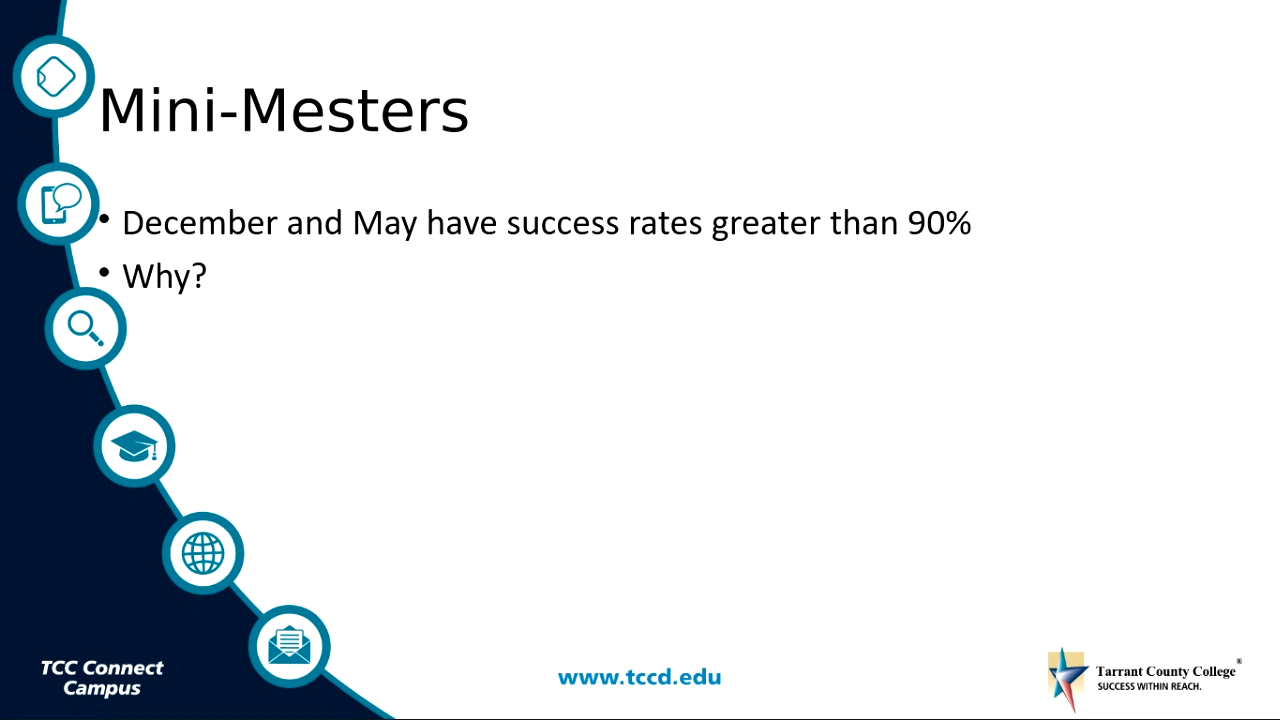 Mini-Mesters
• December and May have success rates greater than 90%
• Why?
TCC Connect
Campus
www.tccd.edu
Tarrant County College®
SUCCESS WITHIN REACH.